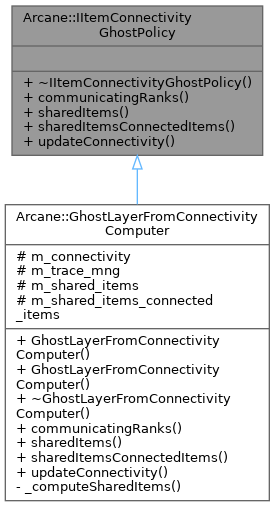 Arcane::IItemConnectivity
GhostPolicy
+ ~IItemConnectivityGhostPolicy()
+ communicatingRanks()
+ sharedItems()
+ sharedItemsConnectedItems()
+ updateConnectivity()
Arcane::GhostLayerFromConnectivity
Computer
# m_connectivity
# m_trace_mng
# m_shared_items
# m_shared_items_connected
_items
+ GhostLayerFromConnectivity
Computer()
+ GhostLayerFromConnectivity
Computer()
+ ~GhostLayerFromConnectivity
Computer()
+ communicatingRanks()
+ sharedItems()
+ sharedItemsConnectedItems()
+ updateConnectivity()
- _computeSharedItems()